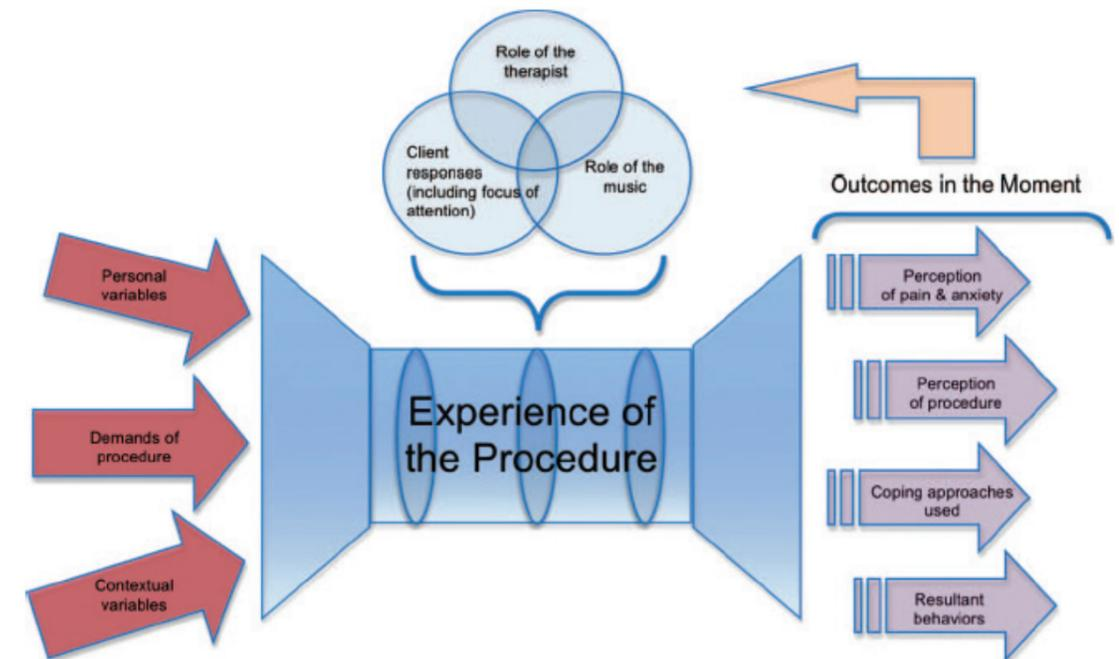 Role of the
therapist
Client
responses
(including focus of
attention)
Role of the
music
Outcomes in the Moment
Personal
variables
Demands of
procedure
Contextual
variables
Experience of
the Procedure
Perception
of pain & anxiety
Perception
of procedure
Coping approaches
used
Resultant
behaviors